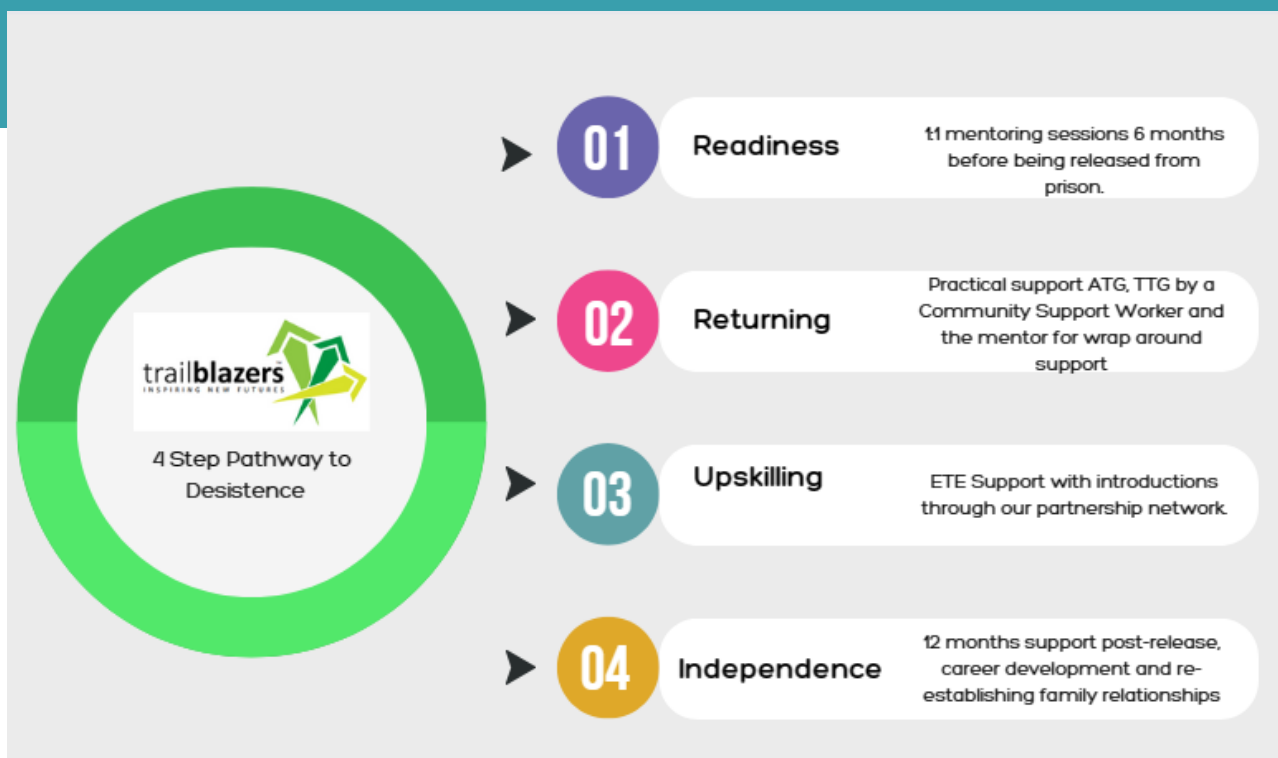 trailblazers
INSPIRING NEW FUTURES
4 Step Pathway to
Desistence
01
Readiness
1:1 mentoring sessions 6 months
before being released from
prison.
02
Returning
Practical support ATG, TTG by a
Community Support Worker and
the mentor for wrap around
support
03
Upskilling
ETE Support with introductions
through our partnership network.
04
Independence
12 months support post-release,
career development and re-
establishing family relationships